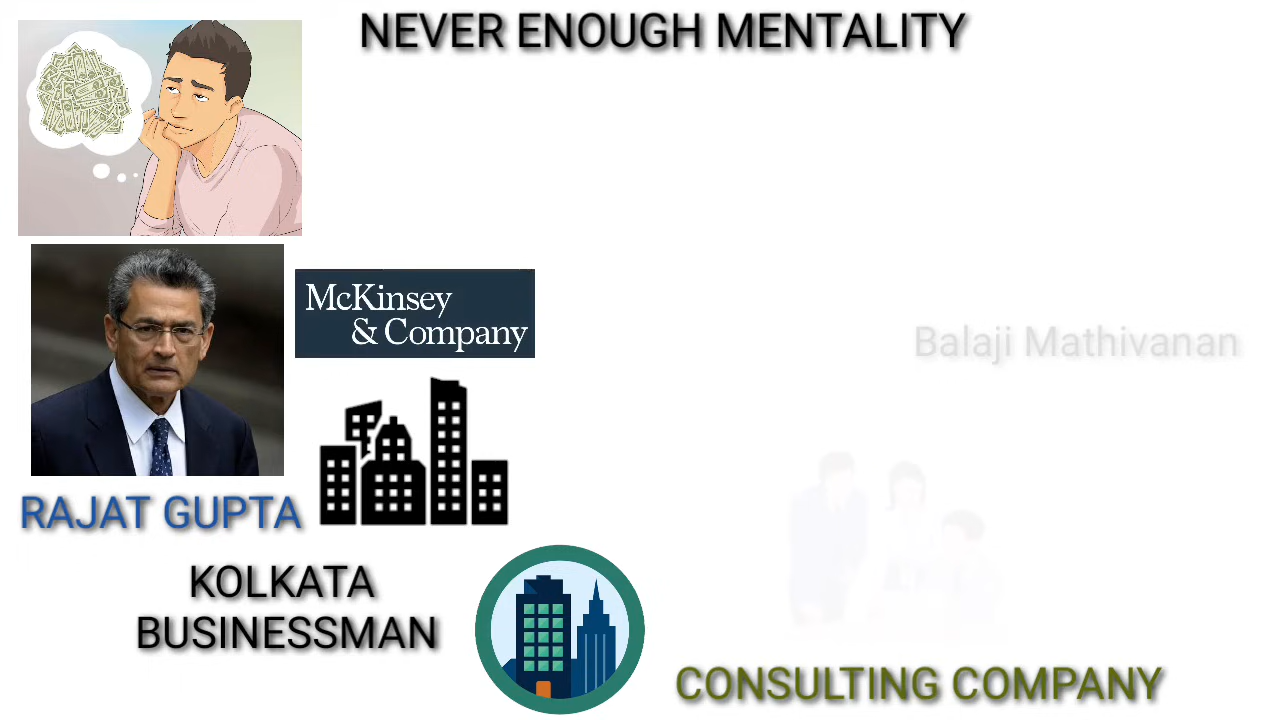 NEVER ENOUGH MENTALITY
McKinsey
& Company
Balaji Mathivanan
RAJAT GUPTA
KOLKATA
BUSINESSMAN
CONSULTING COMPANY